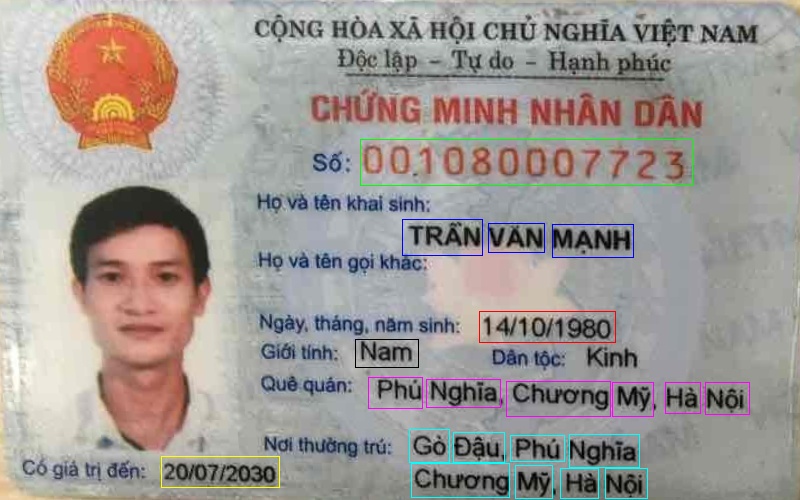 CỘNG HÒA XÃ HỘI CHỦ NGHĨA VIỆT NAM
Độc lập - Tự do - Hạnh phúc
CHỨNG MINH NHÂN DÂN
Số: 001080007723
Họ và tên khai sinh:
TRẦN VĂN MẠNH
Họ và tên gọi khác:
Ngày, tháng, năm sinh: 14/10/1980
Giới tính: Nam Dân tộc: Kinh
Quê quán: Phú Nghĩa, Chương Mỹ, Hà Nội
Nơi thường trú: Gò Đậu, Phú Nghĩa
Chương Mỹ, Hà Nội
Có giá trị đến: 20/07/2030